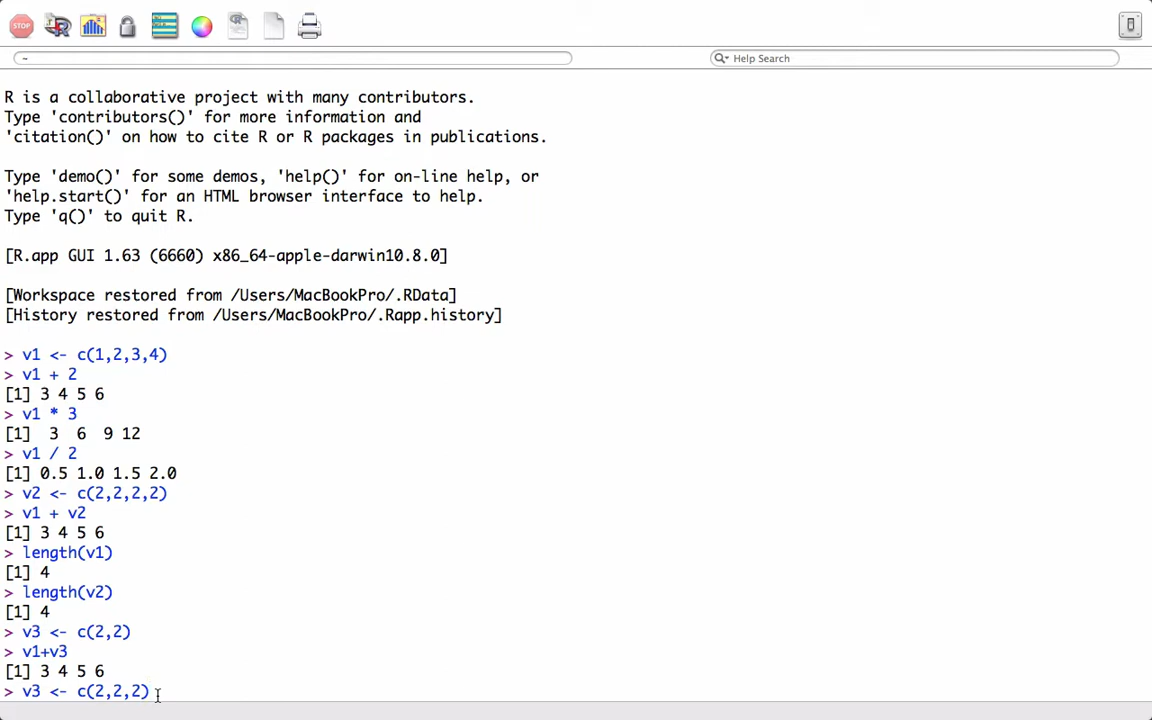 STOP
~
Help Search
R is a collaborative project with many contributors.
Type 'contributors()' for more information and
'citation()' on how to cite R or R packages in publications.
Type 'demo()' for some demos, 'help()' for on-line help, or
'help.start()' for an HTML browser interface to help.
Type 'q()' to quit R.
[R.app GUI 1.63 (6660) x86_64-apple-darwin10.8.0]
[Workspace restored from /Users/MacBookPro/.RData]
[History restored from /Users/MacBookPro/.Rapp.history]
> v1 <- c(1,2,3,4)
> v1 + 2
[1] 3 4 5 6
> v1 * 3
[1]  3  6  9 12
> v1 / 2
[1] 0.5 1.0 1.5 2.0
> v2 <- c(2,2,2,2)
> v1 + v2
[1] 3 4 5 6
> length(v1)
[1] 4
> length(v2)
[1] 4
> v3 <- c(2,2)
> v1+v3
[1] 3 4 5 6
> v3 <- c(2,2,2)